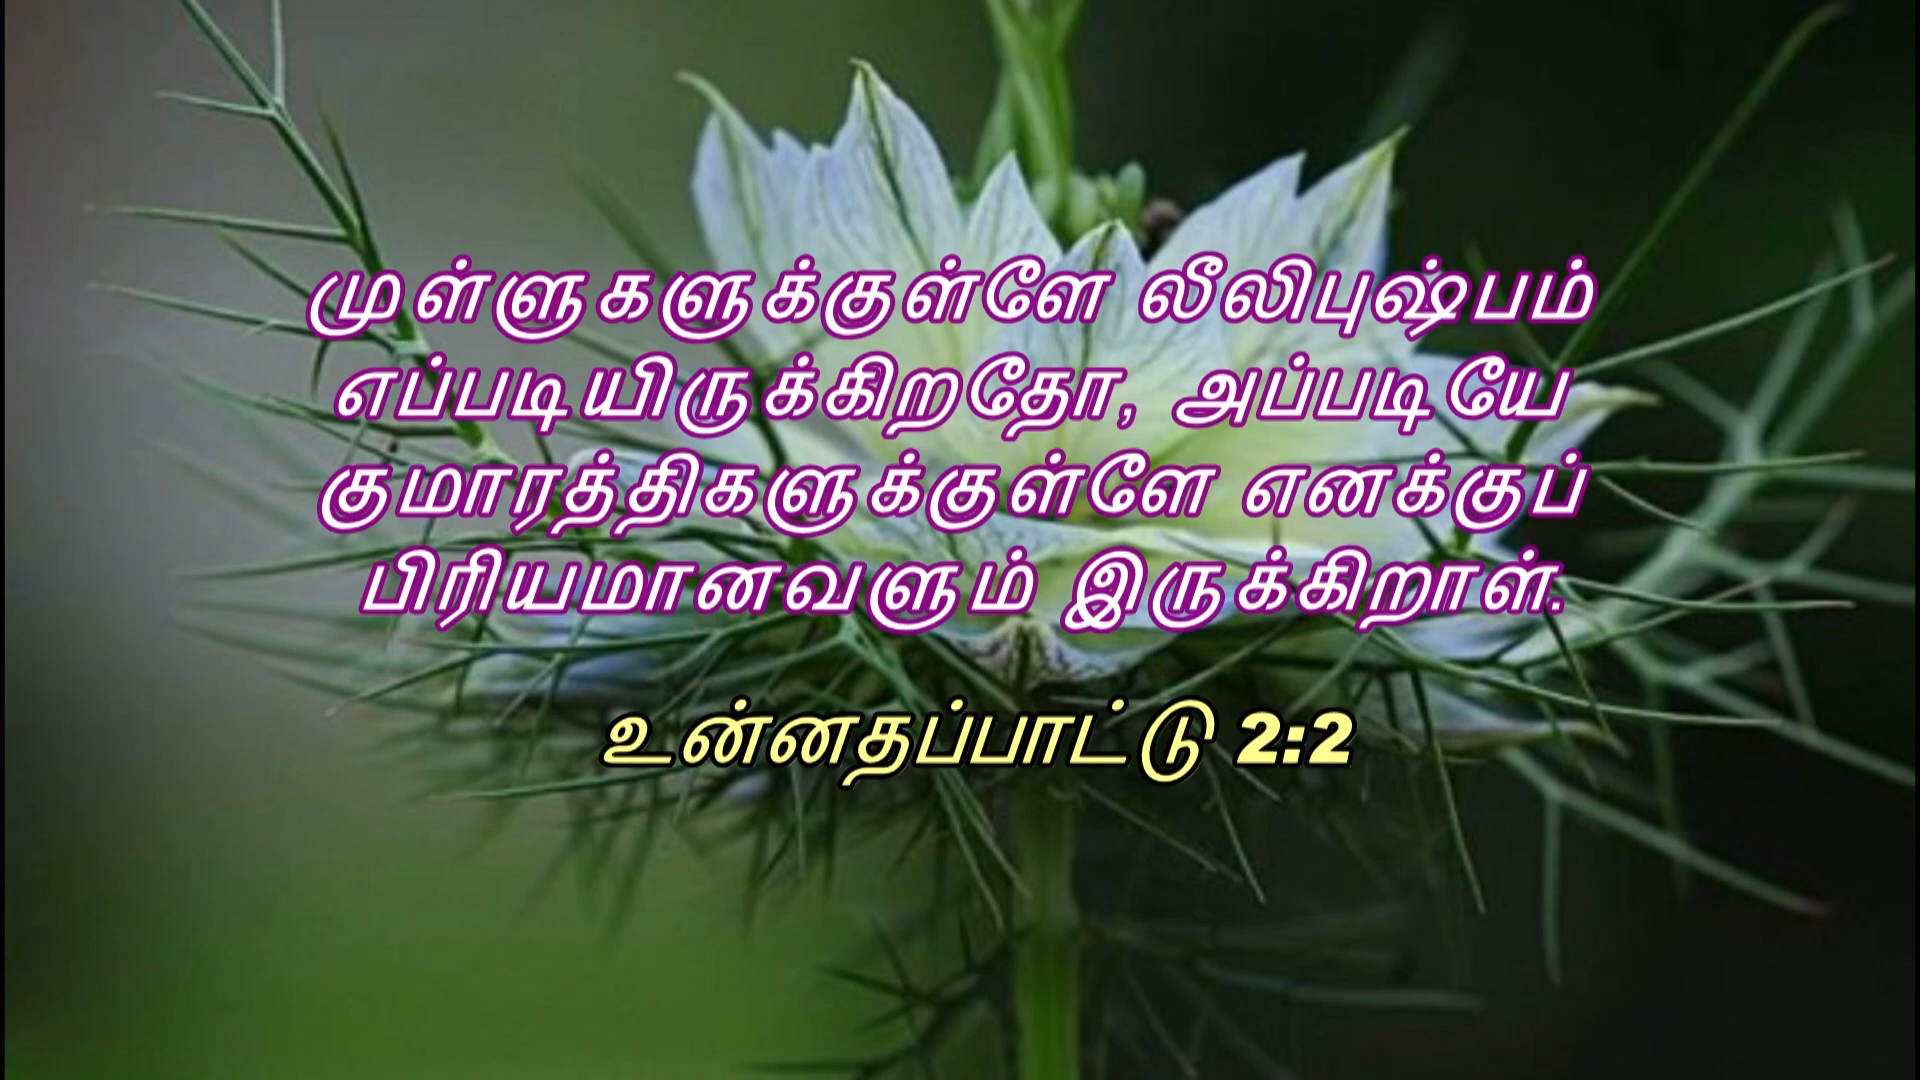 முள்ளுகளுக்குள்ளே லீலிபுஷ்பம்
எப்படியிருக்கிறதோ, அப்படியே
குமாரத்திகளுக்குள்ளே எனக்குப்
பிரியமானவளும் இருக்கிறாள்.
உன்னதப்பாட்டு 2:2